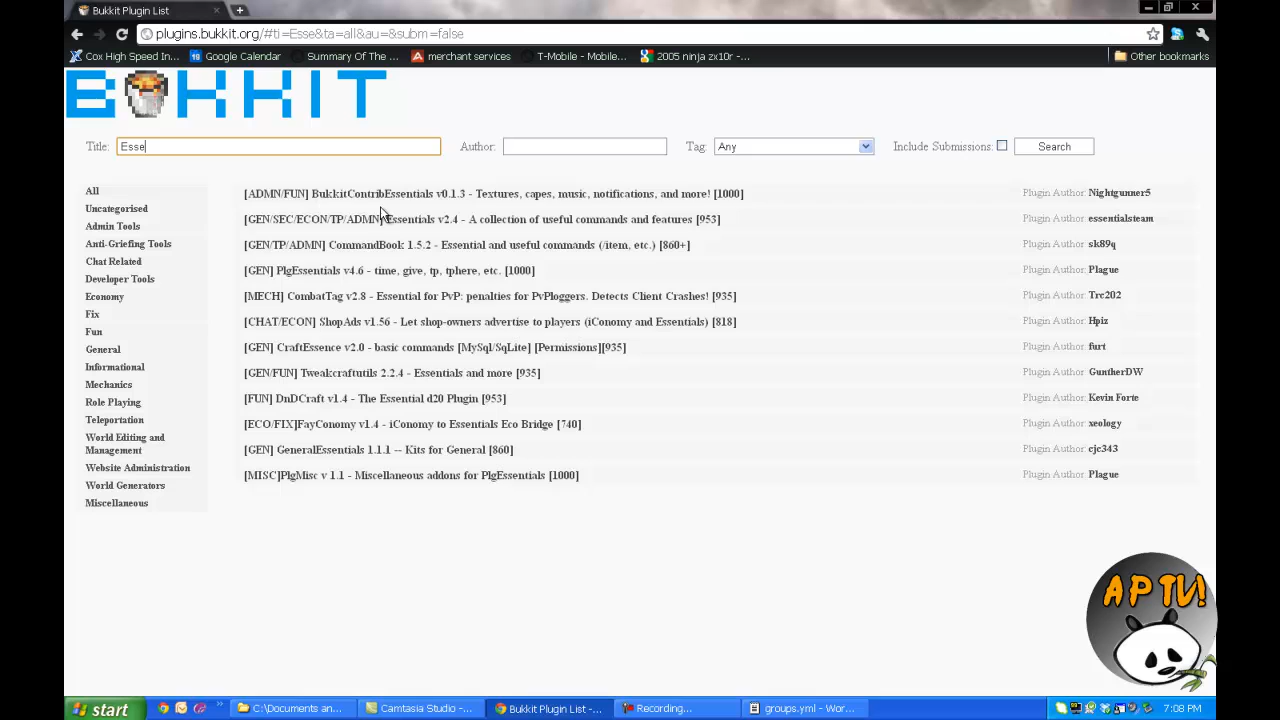 Bukkit Plugin List
plugins.bukkit.org/#ti=Esse&ta=all&au=&subm=false
Cox High Speed In... Google Calendar Summary Of The ... merchant services T-Mobile - Mobile... 2005 ninja zx10r -... Other bookmarks
BUKKIT
Title: Esse Author: Tag: Any Include Submissions: Search
All
Uncategorised
Admin Tools
Anti-Griefing Tools
Chat Related
Developer Tools
Economy
Fix
Fun
General
Informational
Mechanics
Role Playing
Teleportation
World Editing and
Management
Website Administration
World Generators
Miscellaneous
[ADMN/FUN] BukkitContribEssentials v0.1.3 - Textures, capes, music, notifications, and more! [1000] Plugin Author: Nightgunner5
[GEN/SEC/ECON/TP/ADMN] Essentials v2.4 - A collection of useful commands and features [953] Plugin Author: essentialsteam
[GEN/TP/ADMN] CommandBook 1.5.2 - Essential and useful commands (/item, etc.) [860+] Plugin Author: sk89q
[GEN] PlgEssentials v4.6 - time, give, tp, tphere, etc. [1000] Plugin Author: Plague
[MECH] CombatTag v2.8 - Essential for PvP: penalties for PvPloggers. Detects Client Crashes! [935] Plugin Author: Trc202
[CHAT/ECON] ShopAds v1.56 - Let shop-owners advertise to players (iConomy and Essentials) [818] Plugin Author: Hpiz
[GEN] CraftEssence v2.0 - basic commands [MySql/SqLite] [Permissions][935] Plugin Author: furt
[GEN/FUN] Tweakcraftutils 2.2.4 - Essentials and more [935] Plugin Author: GuntherDW
[FUN] DnDCraft v1.4 - The Essential d20 Plugin [953] Plugin Author: Kevin Forte
[ECO/FIX]FayConomy v1.4 - iConomy to Essentials Eco Bridge [740] Plugin Author: xeology
[GEN] GeneralEssentials 1.1.1 -- Kits for General [860] Plugin Author: cjc343
[MISC]PlgMisc v 1.1 - Miscellaneous addons for PlgEssentials [1000] Plugin Author: Plague
APTV!
start C:\Documents an... Camtasia Studio -... Bukkit Plugin List -... Recording... groups.yml - Wor... 7:08 PM